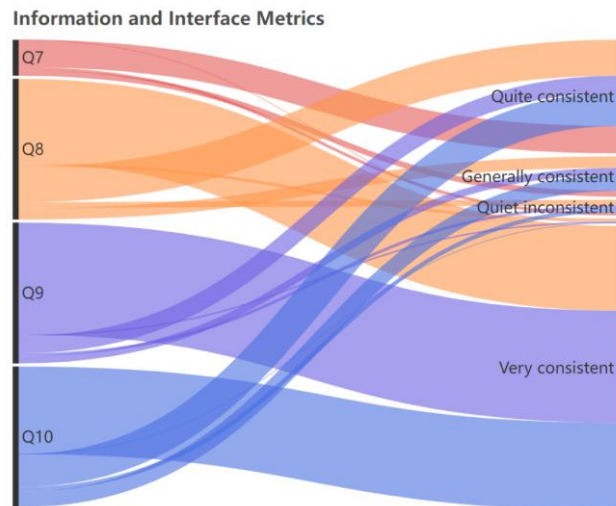 Information and Interface Metrics
Q7
Quite consistent
Q8
Generally consistent
Quiet inconsistent
Q9
Very consistent
Q10